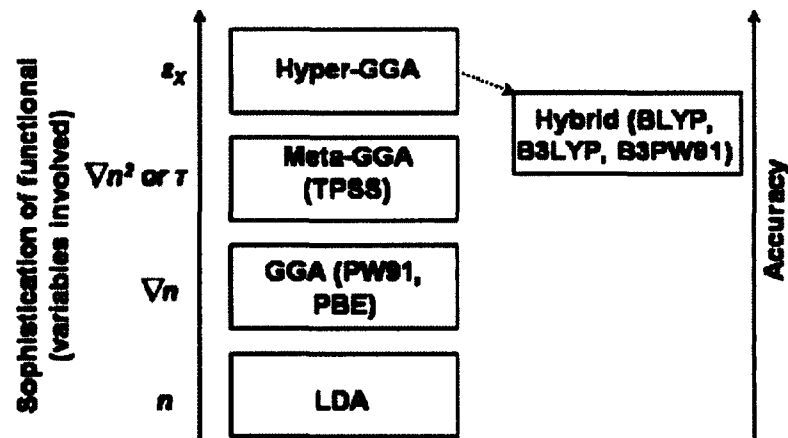 Sophistication of functional
(variables involved)
εX
Hyper-GGA
Hybrid (BLYP,
B3LYP, B3PW91)
∇n² or τ
Meta-GGA
(TPSS)
∇n
GGA (PW91,
PBE)
n
LDA
Accuracy